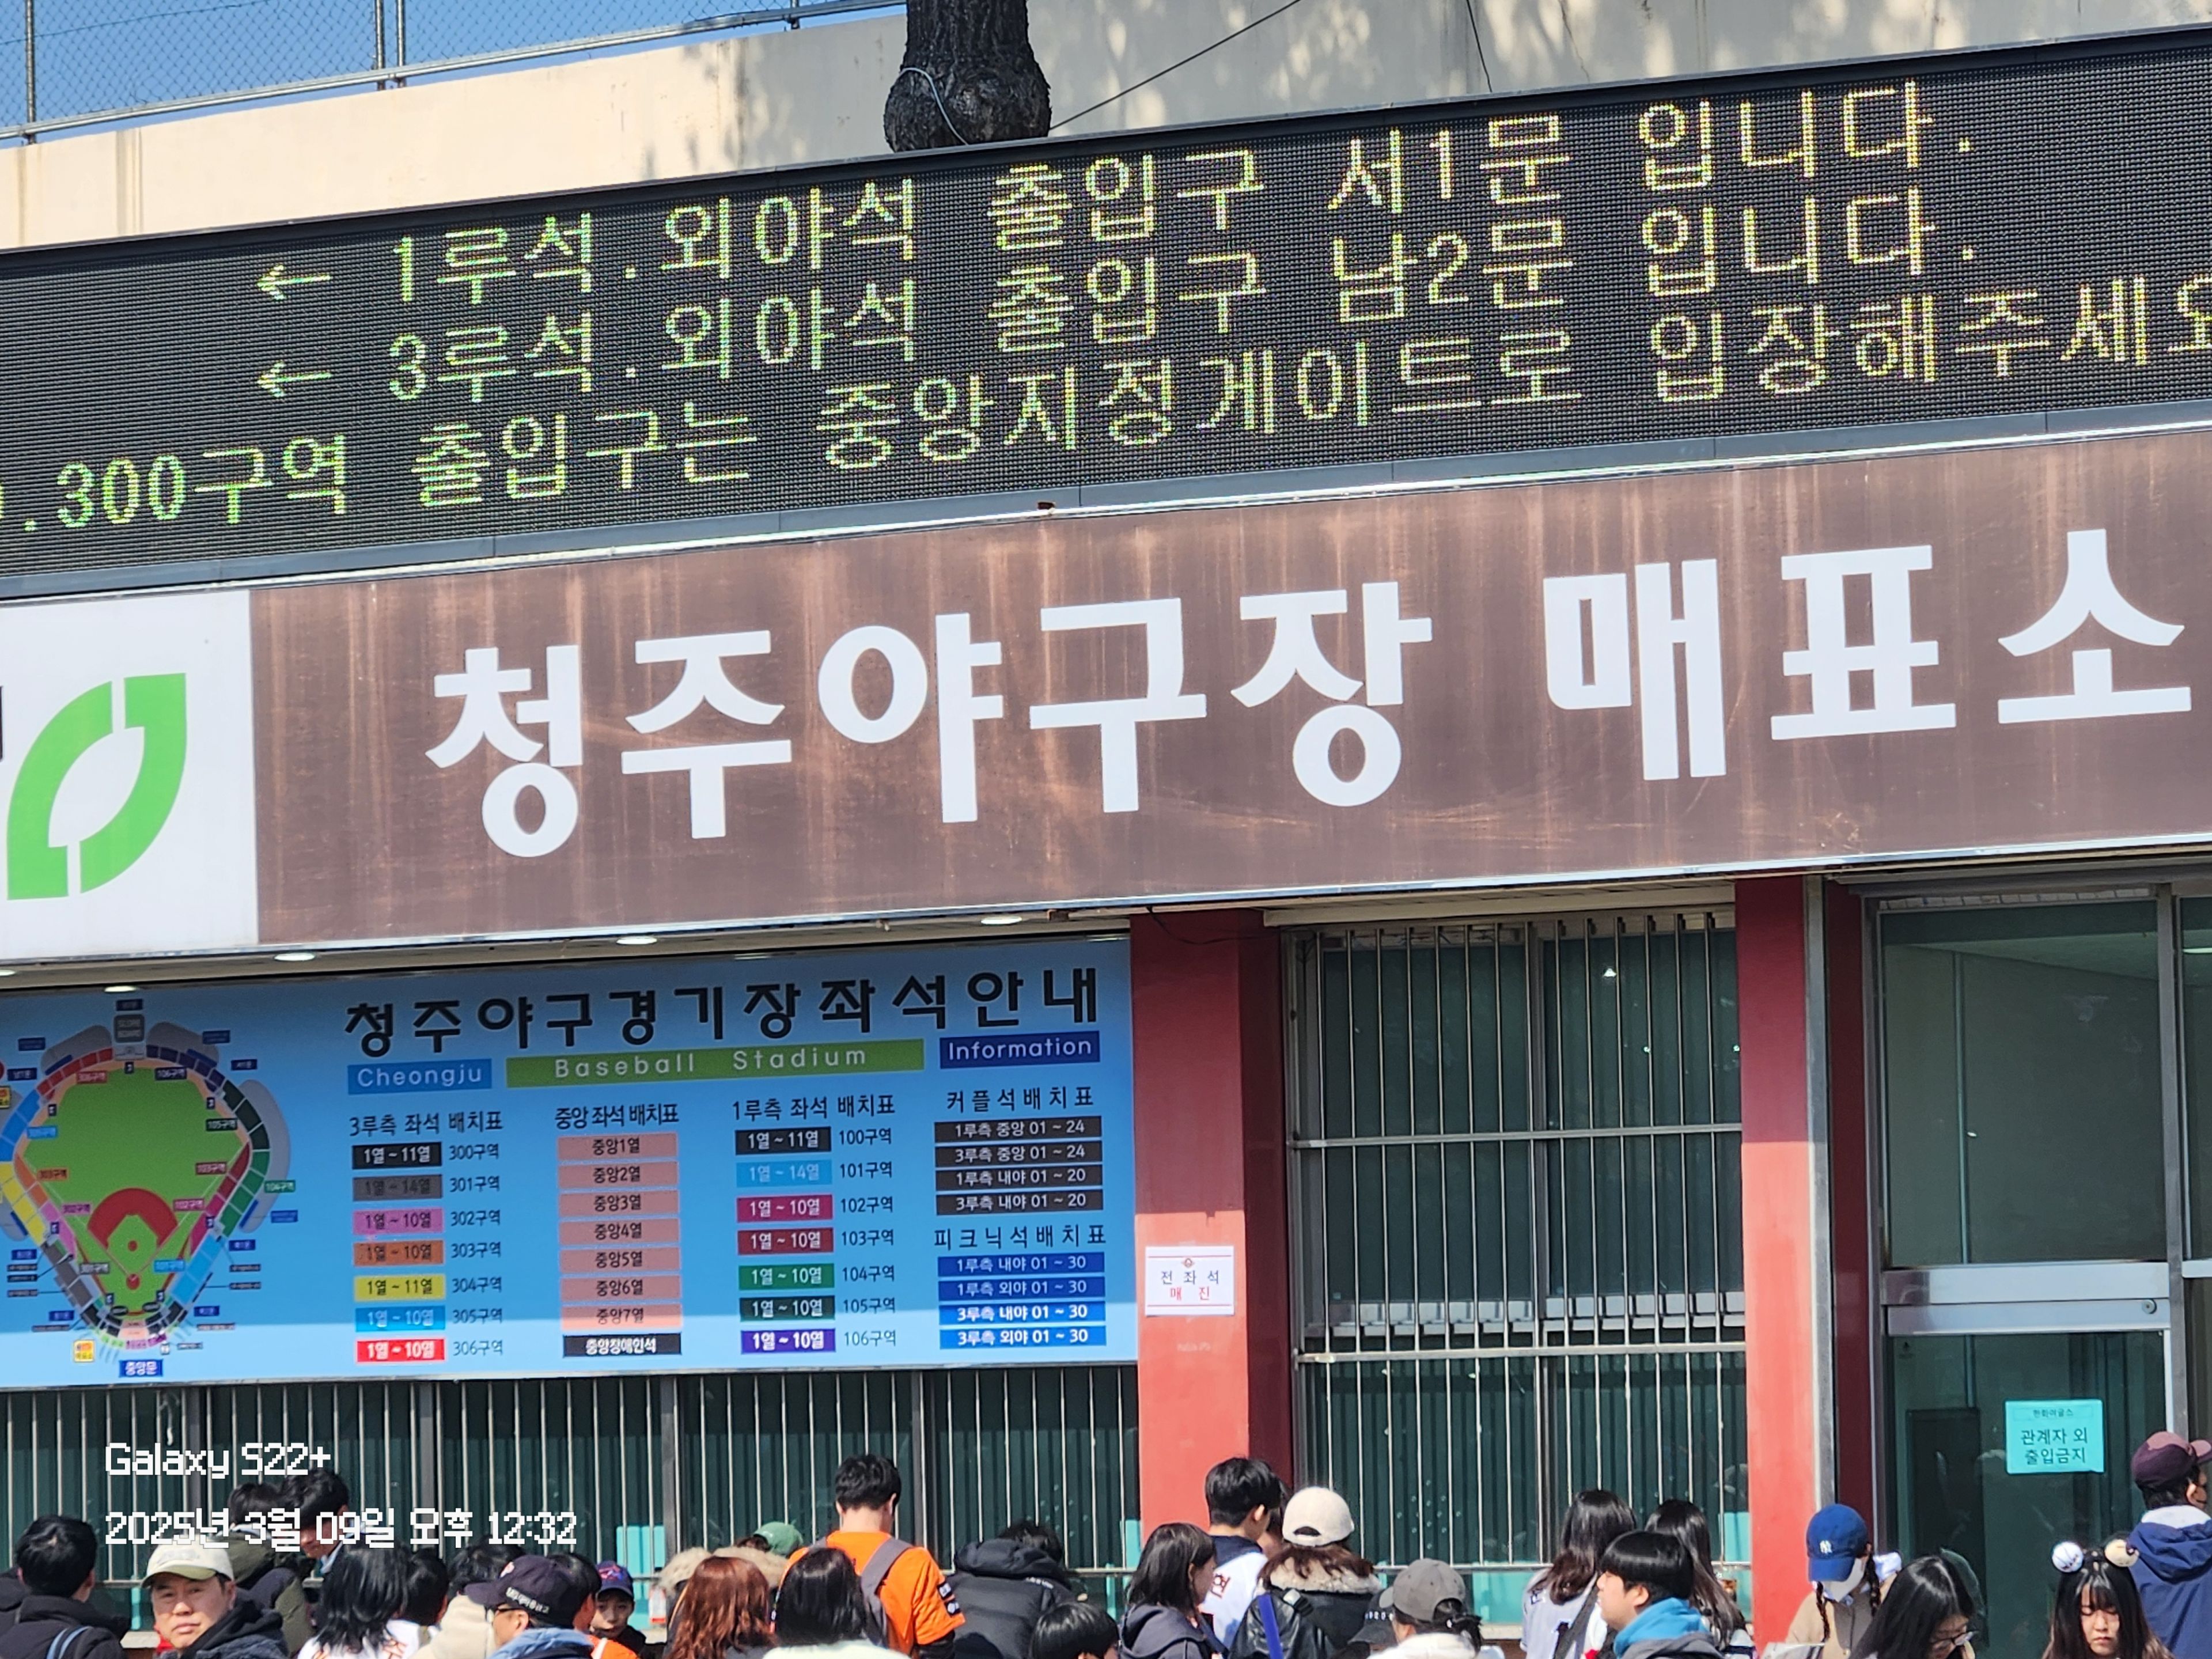 ← 1루석.외야석 출입구 서1문 입니다.
← 3루석.외야석 출입구 남2문 입니다.
.300구역 출입구는 중앙지정게이트로 입장해주세요
청주야구장 매표소
청주야구경기장좌석안내
Cheongju Baseball Stadium Information
3루측 좌석 배치표
1열~11열 300구역
1열~14열 301구역
1열~10열 302구역
1열~10열 303구역
1열~11열 304구역
1열~10열 305구역
1열~10열 306구역
중앙 좌석 배치표
중앙1열
중앙2열
중앙3열
중앙4열
중앙5열
중앙6열
중앙7열
중앙장애인석
1루측 좌석 배치표
1열~11열 100구역
1열~14열 101구역
1열~10열 102구역
1열~10열 103구역
1열~10열 104구역
1열~10열 105구역
1열~10열 106구역
커플석배치표
1루측 중앙 01 ~ 24
3루측 중앙 01 ~ 24
1루측 내야 01 ~ 20
3루측 내야 01 ~ 20
피크닉석배치표
1루측 내야 01 ~ 30
1루측 외야 01 ~ 30
3루측 내야 01 ~ 30
3루측 외야 01 ~ 30
중앙문
전 좌 석
매 진
한화이글스
관계자 외
출입금지
Galaxy S22+
2025년 3월 09일 오후 12:32